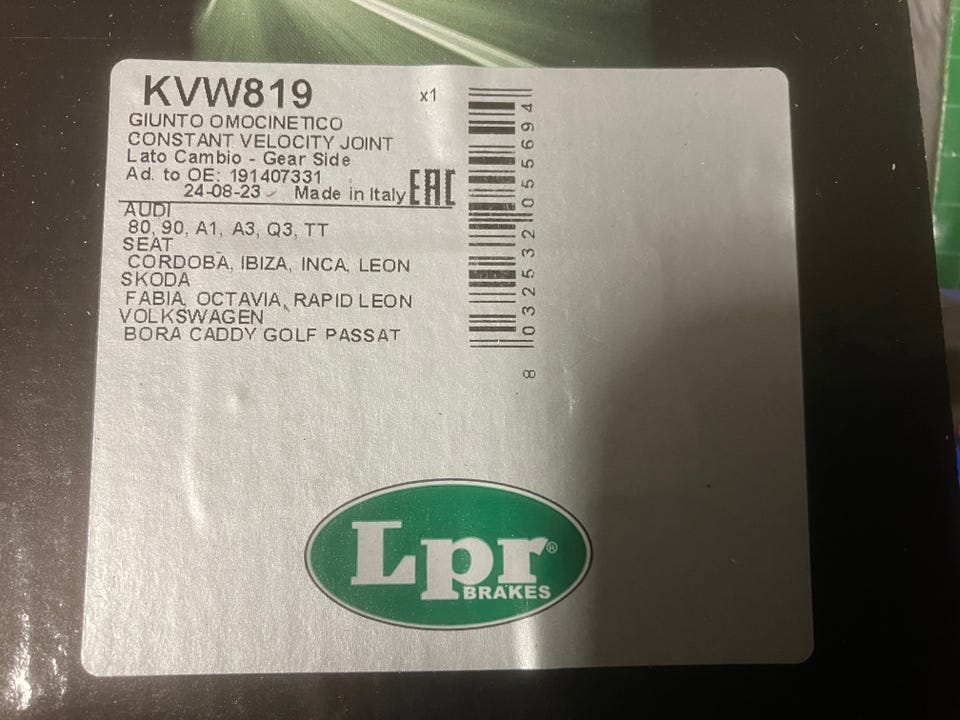 KVW819 x1
GIUNTO OMOCINETICO
CONSTANT VELOCITY JOINT
Lato Cambio - Gear Side
Ad. to OE: 191407331
24-08-23 Made in Italy EAC
AUDI
80, 90, A1, A3, Q3, TT
SEAT
CORDOBA, IBIZA, INCA, LEON
SKODA
FABIA, OCTAVIA, RAPID LEON
VOLKSWAGEN
BORA CADDY GOLF PASSAT
8 032532 055694
Lpr®
BRAKES